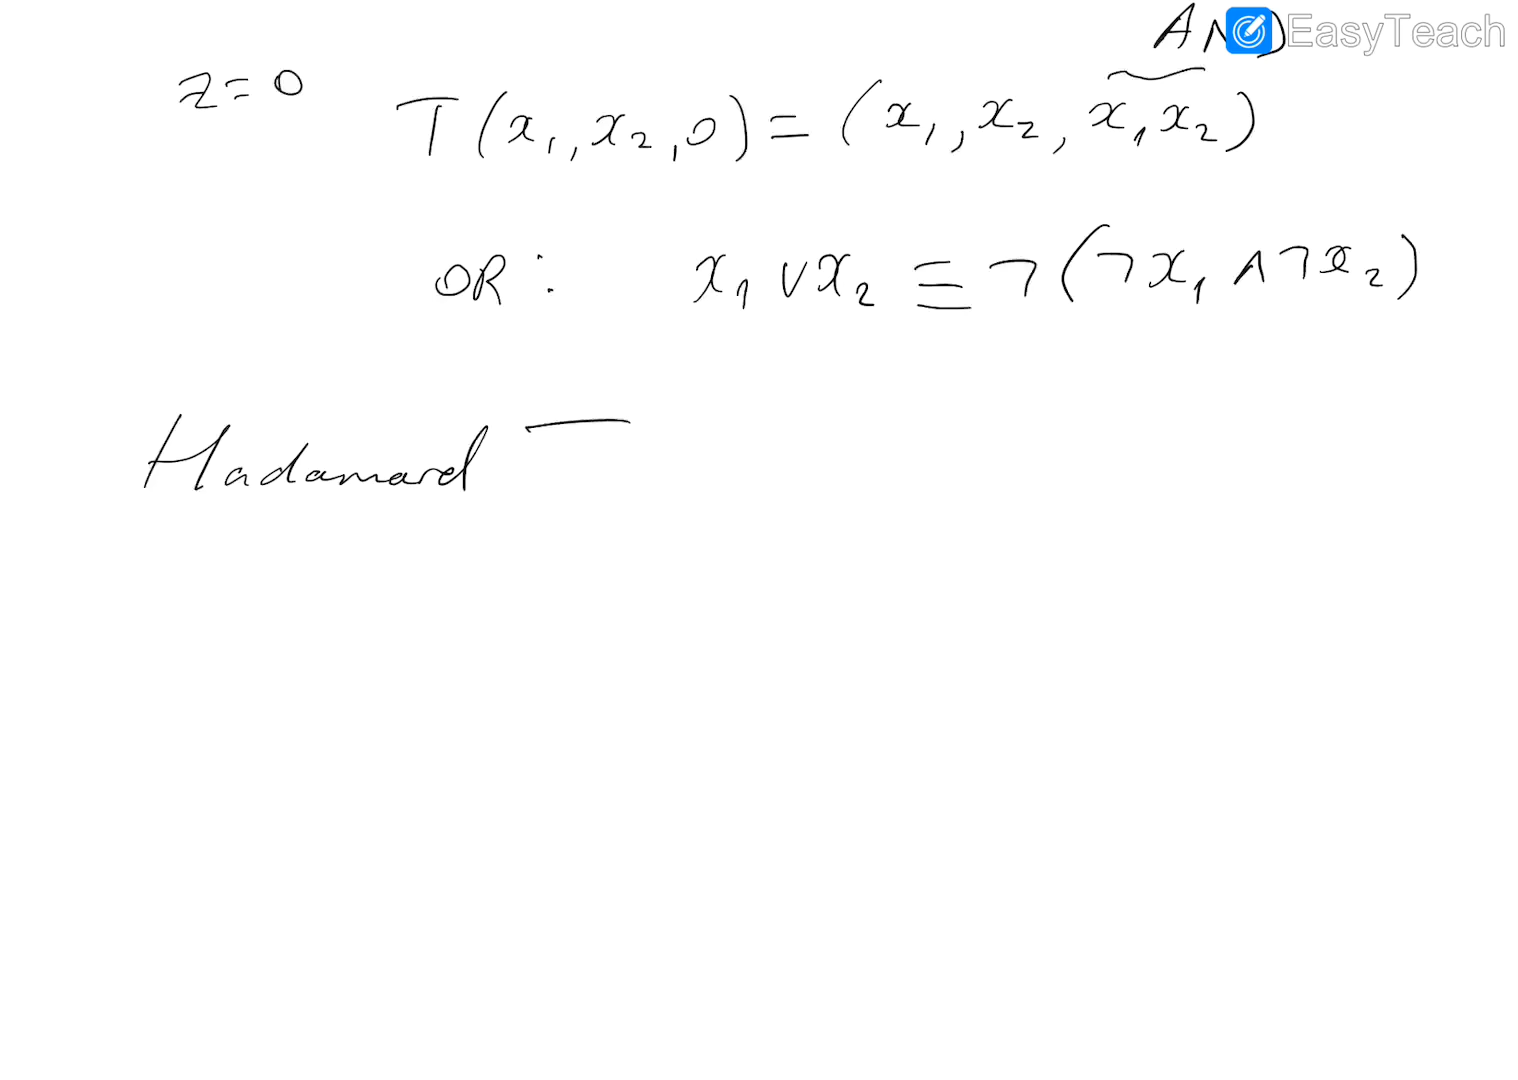 AND EasyTeach
z=0 T(x₁,x₂,0)=(x₁,x₂,x₁x₂)
OR: x₁∨x₂≡¬(¬x₁∧¬x₂)
Hadamard —